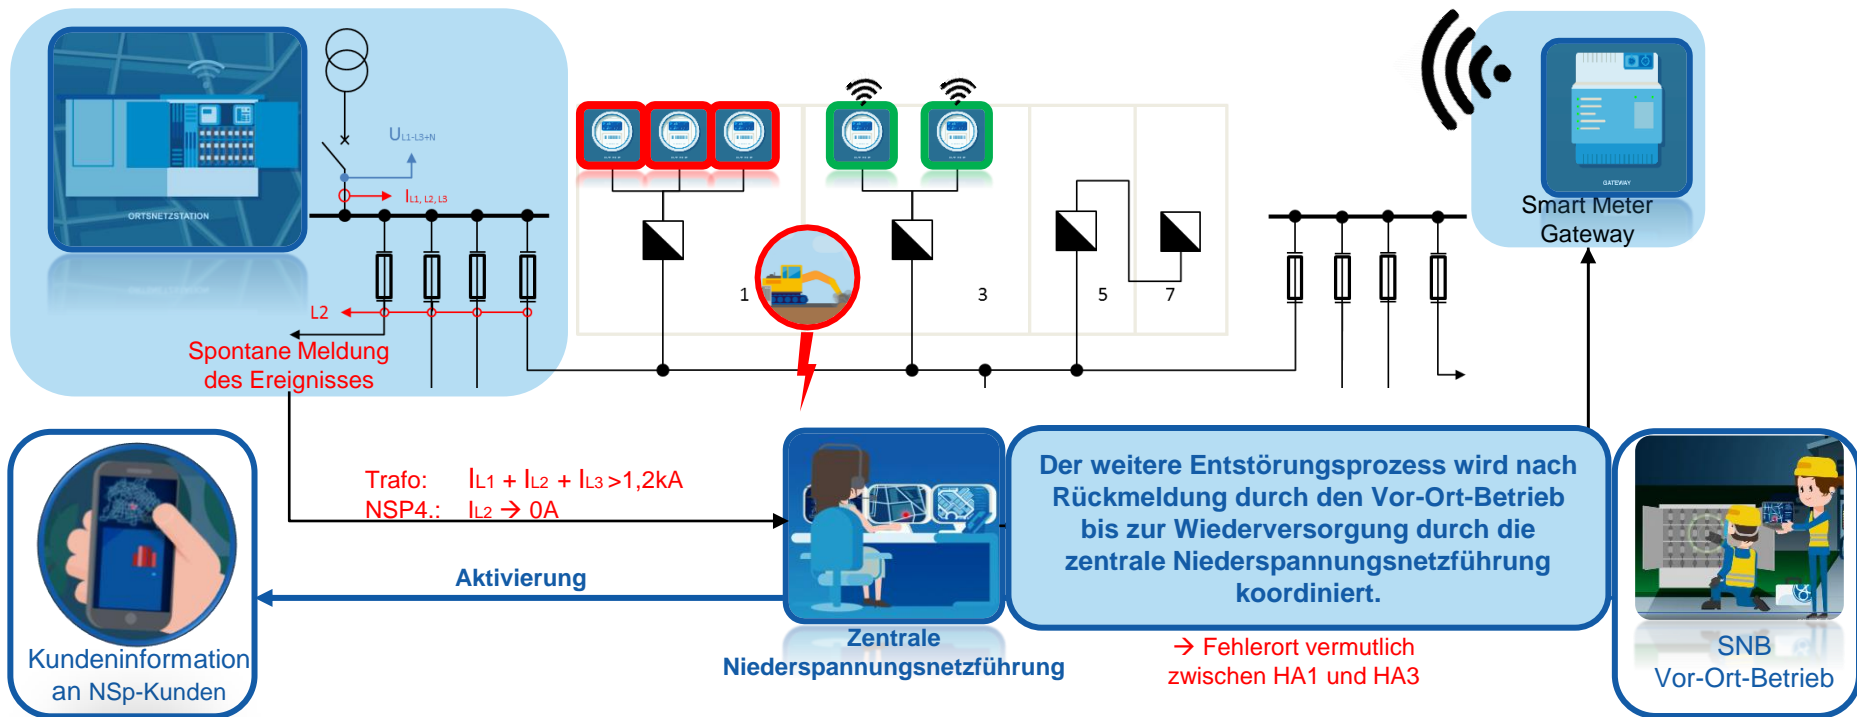 ORTSNETZSTATION
UL1-L3+N
IL1, L2, L3
L2
Spontane Meldung
des Ereignisses
1
3
5
7
GATEWAY
Smart Meter
Gateway
Trafo: IL1 + IL2 + IL3 >1,2kA
NSP4.: IL2 → 0A
Aktivierung
Kundeninformation
an NSp-Kunden
Zentrale
Niederspannungsnetzführung
Der weitere Entstörungsprozess wird nach
Rückmeldung durch den Vor-Ort-Betrieb
bis zur Wiederversorgung durch die
zentrale Niederspannungsnetzführung
koordiniert.
→ Fehlerort vermutlich
zwischen HA1 und HA3
SNB
Vor-Ort-Betrieb